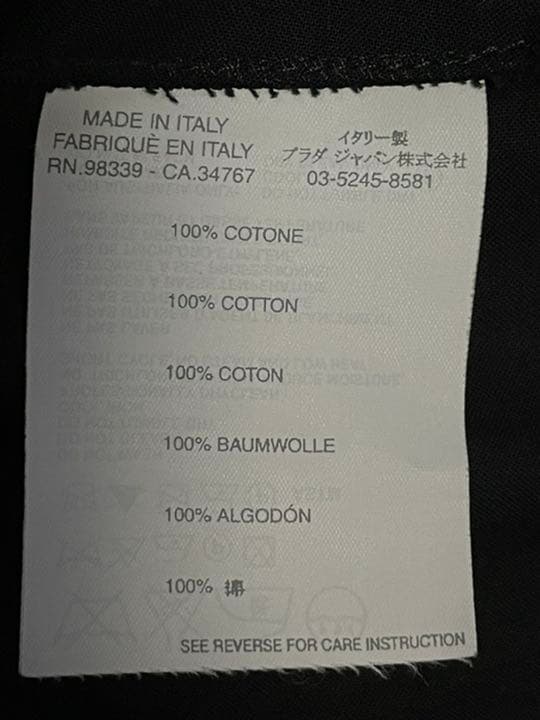 MADE IN ITALY
FABRIQUÈ EN ITALY
RN.98339 - CA.34767
イタリー製
プラダ ジャパン株式会社
03-5245-8581
100% COTONE
100% COTTON
100% COTON
100% BAUMWOLLE
100% ALGODÓN
100% 綿
SEE REVERSE FOR CARE INSTRUCTION